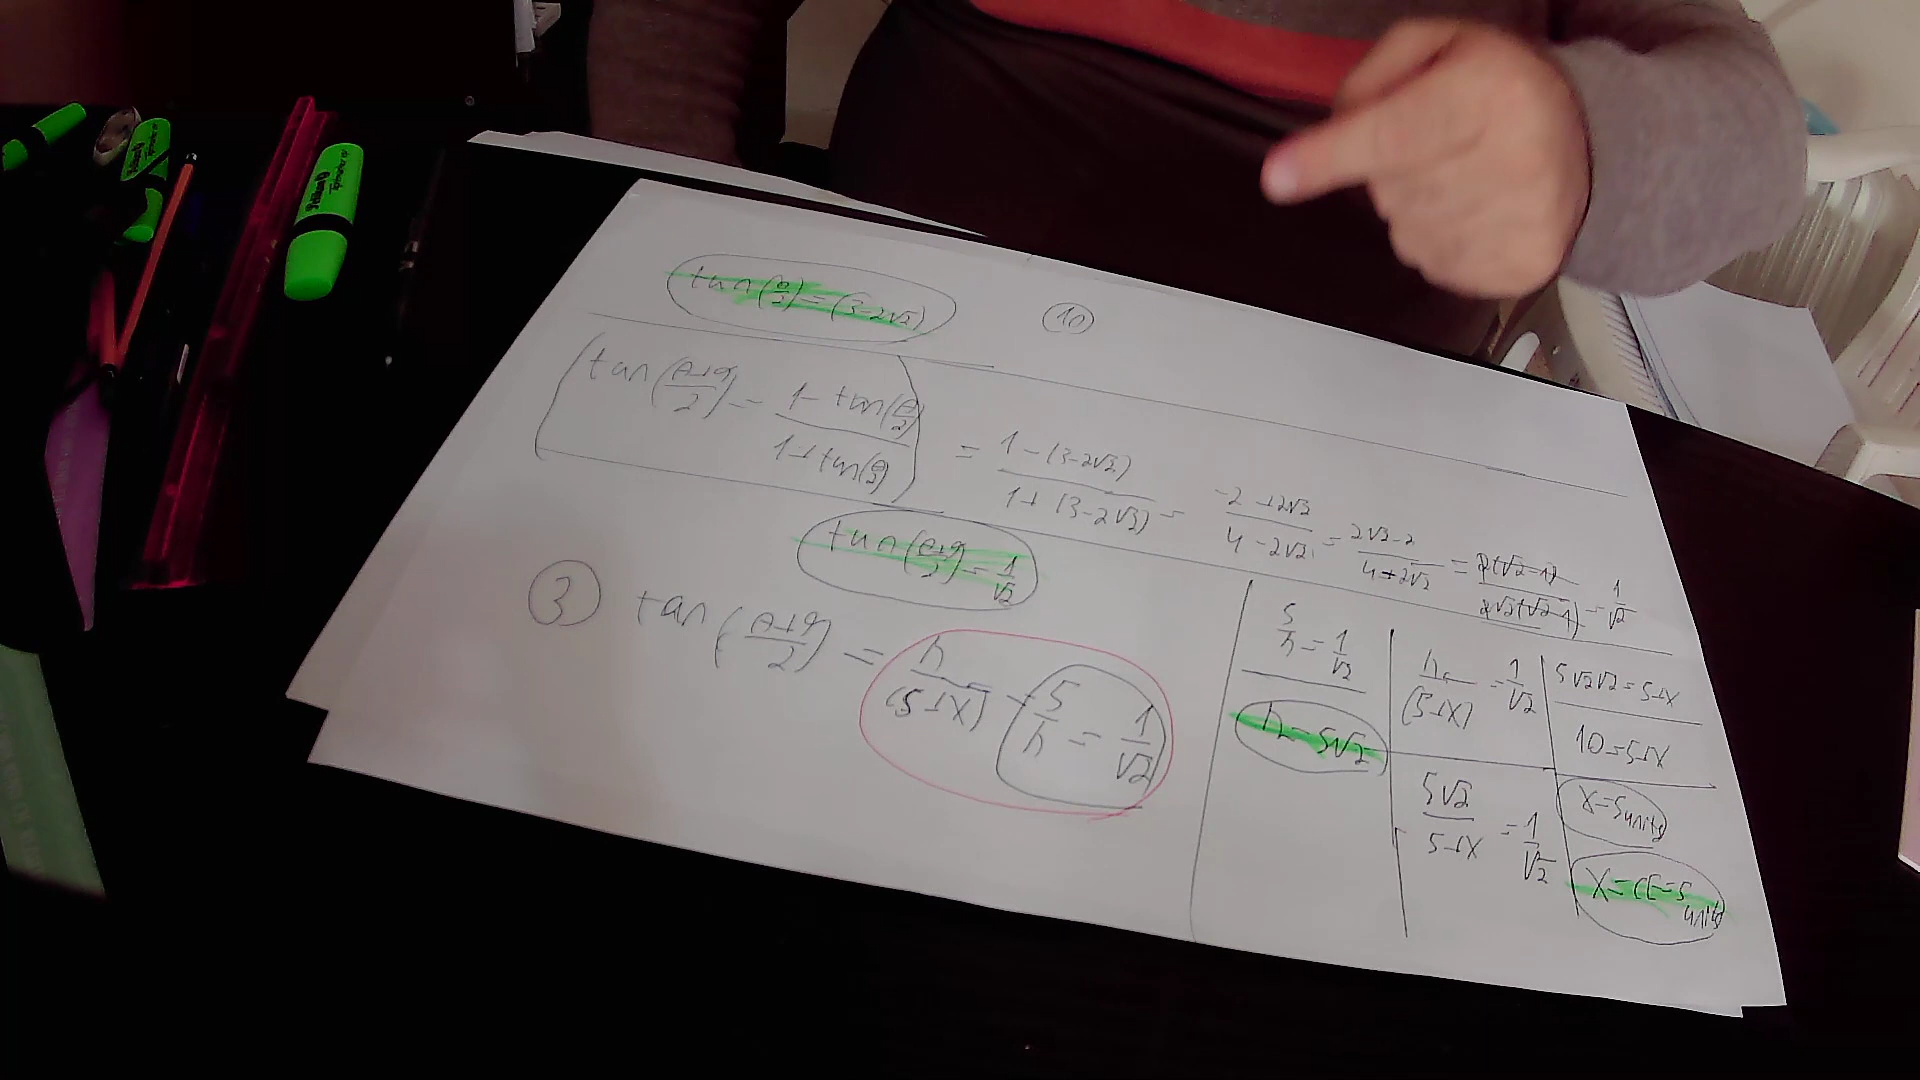 tan(θ/2) = (3-2√2)
10
tan((θ+φ)/2) = (1 - tan(θ/2))/(1 + tan(θ/2)) = (1-(3-2√2))/(1+(3-2√2)) = (-2+2√2)/(4-2√2) = (2√2-2)/(4-2√2) = 2(√2-1)/2√2(√2-1) = 1/√2
tan((θ+φ)/2) = 1/√2
3 tan((θ+φ)/2) = h/(5+x) = 5/h = 1/√2
5/h = 1/√2
h = 5√2
h/(5+x) = 1/√2
5√2/5+x = 1/√2
5√2√2 = 5+x
10 = 5+x
x = 5 units
x = CE = 5 units